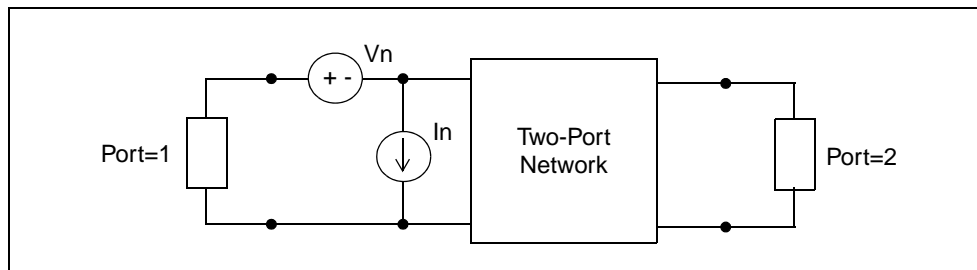 Vn
+ -
In
Port=1
Two-Port
Network
Port=2